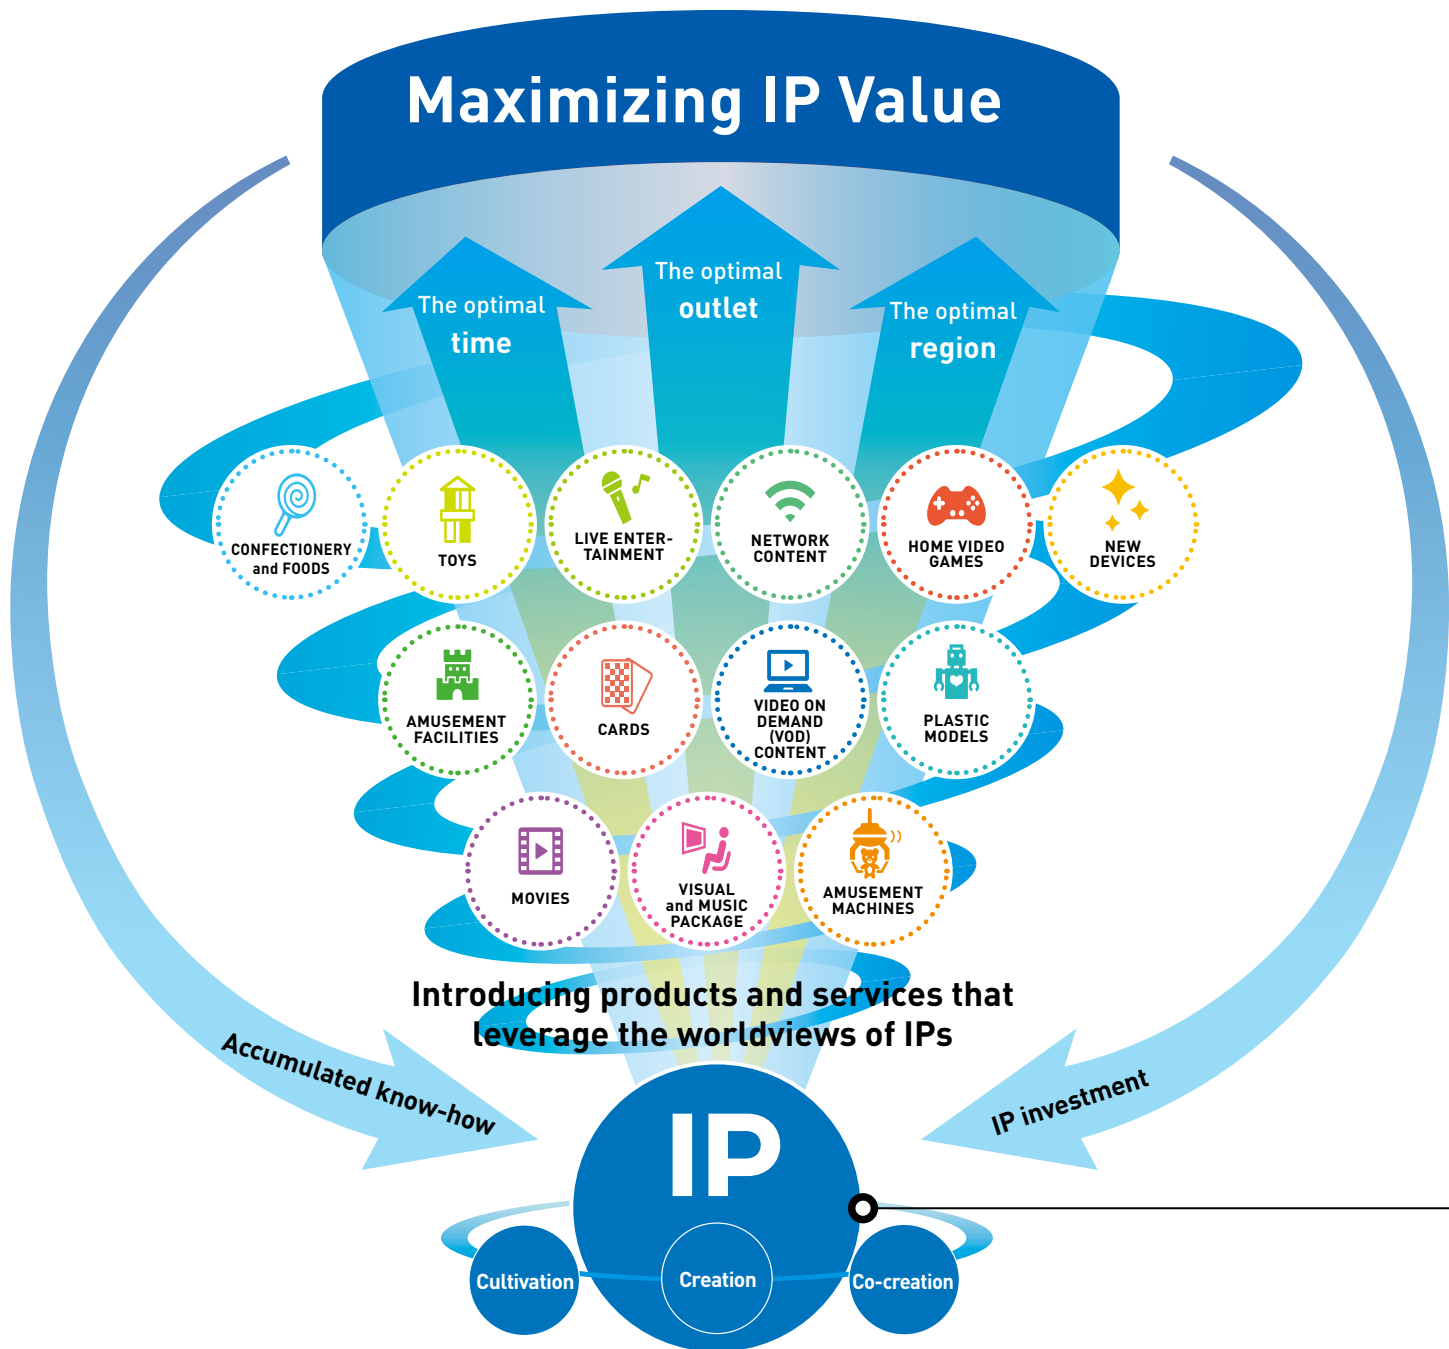 Maximizing IP Value
The optimal
time
The optimal
outlet
The optimal
region
CONFECTIONERY
and FOODS
TOYS
LIVE ENTER-
TAINMENT
NETWORK
CONTENT
HOME VIDEO
GAMES
NEW
DEVICES
AMUSEMENT
FACILITIES
CARDS
VIDEO ON
DEMAND
(VOD)
CONTENT
PLASTIC
MODELS
MOVIES
VISUAL
and MUSIC
PACKAGE
AMUSEMENT
MACHINES
Introducing products and services that
leverage the worldviews of IPs
Accumulated know-how
IP investment
IP
Cultivation
Creation
Co-creation